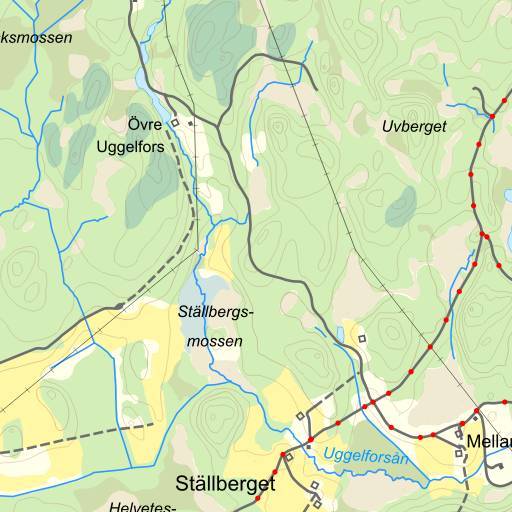 ksmossen
Övre
Uggelfors
Uvberget
Ställbergs-
mossen
Mellan
Uggelforsån
Ställberget
Helvetes-